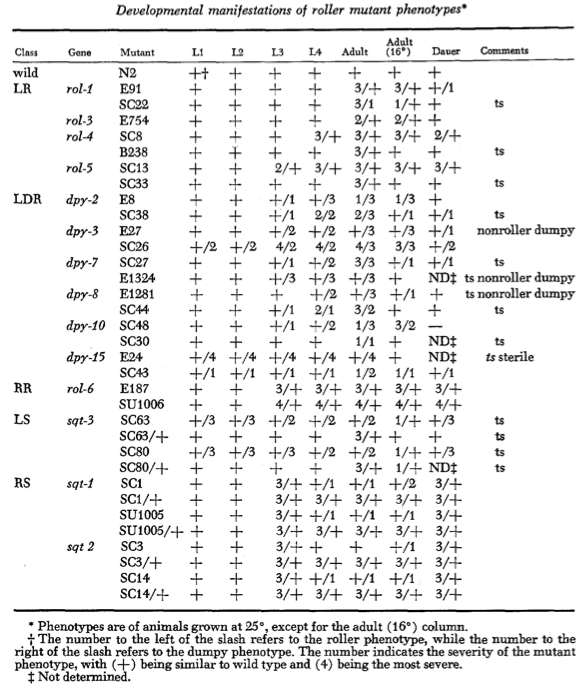 Developmental manifestations of roller mutant phenotypes*
Class Gene Mutant L1 L2 L3 L4 Adult Adult (16°) Dauer Comments
wild N2 +† + + + + + +
LR rol-1 E91 + + + + 3/+ 3/+ +/1
SC22 + + + + 3/1 1/+ + ts
rol-3 E754 + + + + 2/+ 2/+ +
rol-4 SC8 + + + 3/+ 3/+ 3/+ 2/+
B238 + + + + 3/+ + + ts
rol-5 SC13 + + 2/+ 3/+ 3/+ 3/+ 3/+
SC33 + + + + 3/+ + + ts
LDR dpy-2 E8 + + +/1 +/3 1/3 1/3 +
SC38 + + +/1 2/2 2/3 +/1 +/1 ts
dpy-3 E27 + + +/2 +/2 +/3 +/3 +/1 nonroller dumpy
SC26 +/2 +/2 4/2 4/2 4/3 3/3 +/2
dpy-7 SC27 + + +/1 +/2 3/3 +/1 +/1 ts
E1324 + + +/3 +/3 +/3 + ND‡ ts nonroller dumpy
dpy-8 E1281 + + + +/2 +/3 +/1 + ts nonroller dumpy
SC44 + + +/1 2/1 3/2 + + ts
dpy-10 SC48 + + +/1 +/2 1/3 3/2 —
SC30 + + + + 1/1 + ND‡ ts
dpy-15 E24 +/4 +/4 +/4 +/4 +/4 + ND‡ ts sterile
SC43 +/1 +/1 +/1 +/1 1/2 1/1 +/1
RR rol-6 E187 + + 3/+ 3/+ 3/+ 3/+ 3/+
SU1006 + + 4/+ 4/+ 4/+ 4/+ 4/+
LS sqt-3 SC63 +/3 +/3 +/2 +/2 +/2 1/+ +/3 ts
SC63/+ + + + + 3/+ + + ts
SC80 +/3 +/3 +/3 +/2 +/2 1/+ +/3 ts
SC80/+ + + + + 3/+ 1/+ ND‡ ts
RS sqt-1 SC1 + + 3/+ +/1 +/1 +/2 3/+
SC1/+ + + 3/+ 3/+ 3/+ 3/+ 3/+
SU1005 + + 3/+ +/1 +/1 +/1 3/+
SU1005/+ + + 3/+ 3/+ 3/+ 3/+ 3/+
sqt 2 SC3 + + 3/+ + + +/1 3/+
SC3/+ + + 3/+ 3/+ 3/+ 3/+ 3/+
SC14 + + 3/+ +/1 +/1 +/1 3/+
SC14/+ + + 3/+ 3/+ 3/+ 3/+ 3/+
* Phenotypes are of animals grown at 25°, except for the adult (16°) column.
† The number to the left of the slash refers to the roller phenotype, while the number to the
right of the slash refers to the dumpy phenotype. The number indicates the severity of the mutant
phenotype, with (+) being similar to wild type and (4) being the most severe.
‡ Not determined.